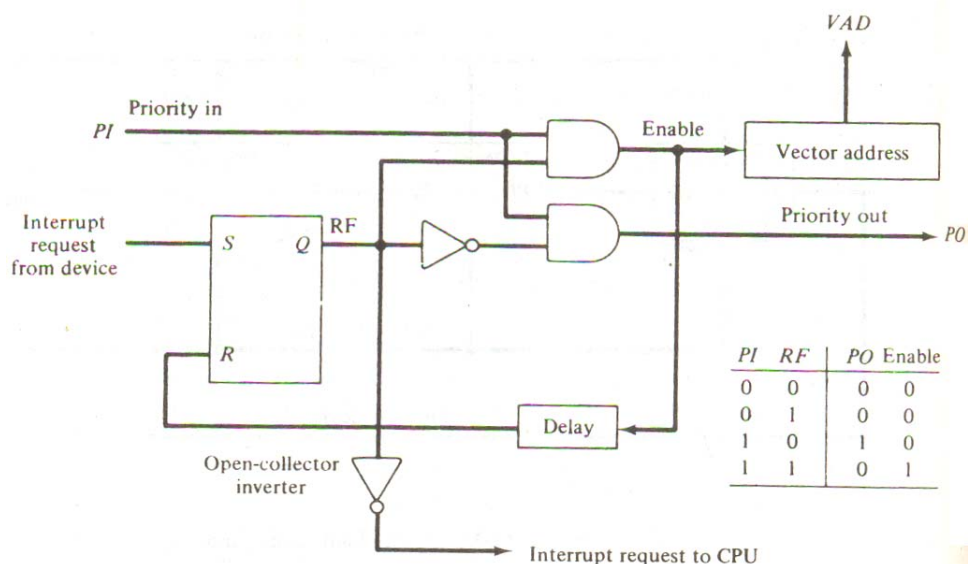 VAD
Priority in
PI
Enable
Vector address
Interrupt
request
from device
S
Q
RF
Priority out
PO
R
PI RF PO Enable
0 0 0 0
0 1 0 0
1 0 1 0
1 1 0 1
Delay
Open-collector
inverter
Interrupt request to CPU